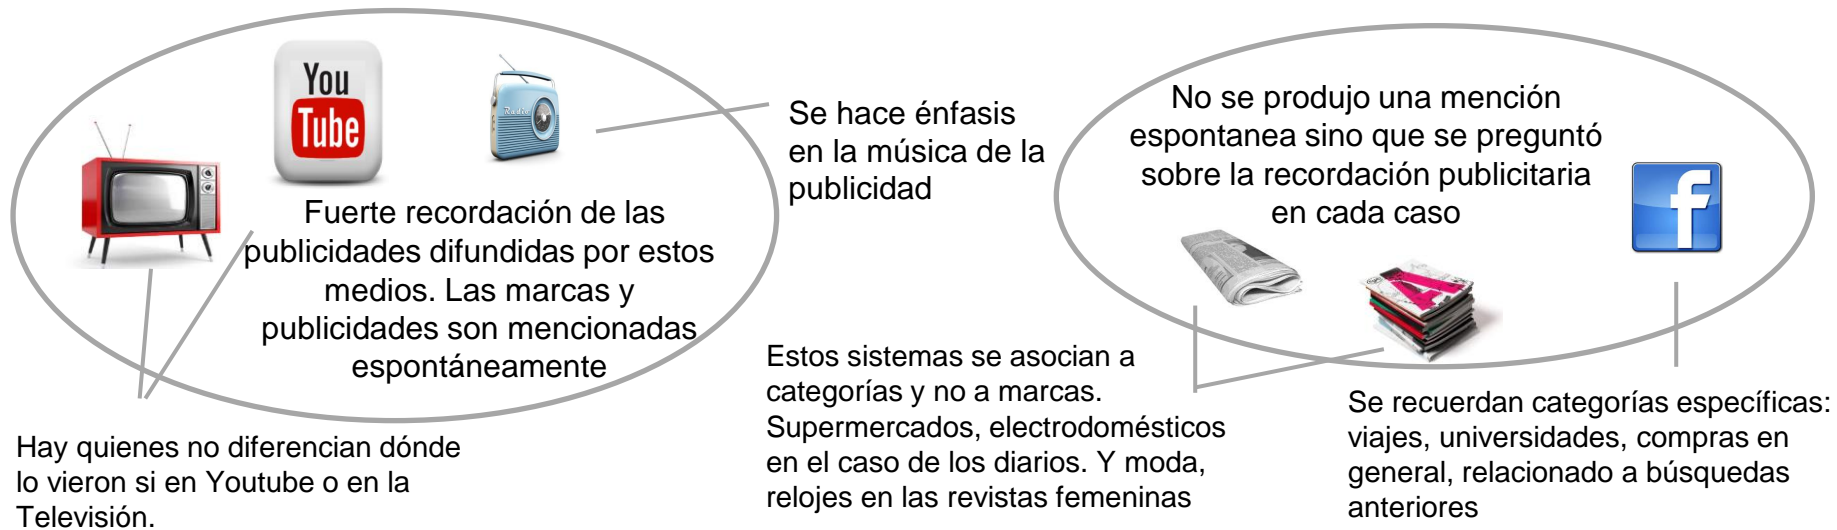 You
Tube
Radio
Fuerte recordación de las
publicidades difundidas por estos
medios. Las marcas y
publicidades son mencionadas
espontáneamente
Hay quienes no diferencian dónde
lo vieron si en Youtube o en la
Televisión.
Se hace énfasis
en la música de la
publicidad
No se produjo una mención
espontanea sino que se preguntó
sobre la recordación publicitaria
en cada caso
f
A
Estos sistemas se asocian a
categorías y no a marcas.
Supermercados, electrodomésticos
en el caso de los diarios. Y moda,
relojes en las revistas femeninas
Se recuerdan categorías específicas:
viajes, universidades, compras en
general, relacionado a búsquedas
anteriores